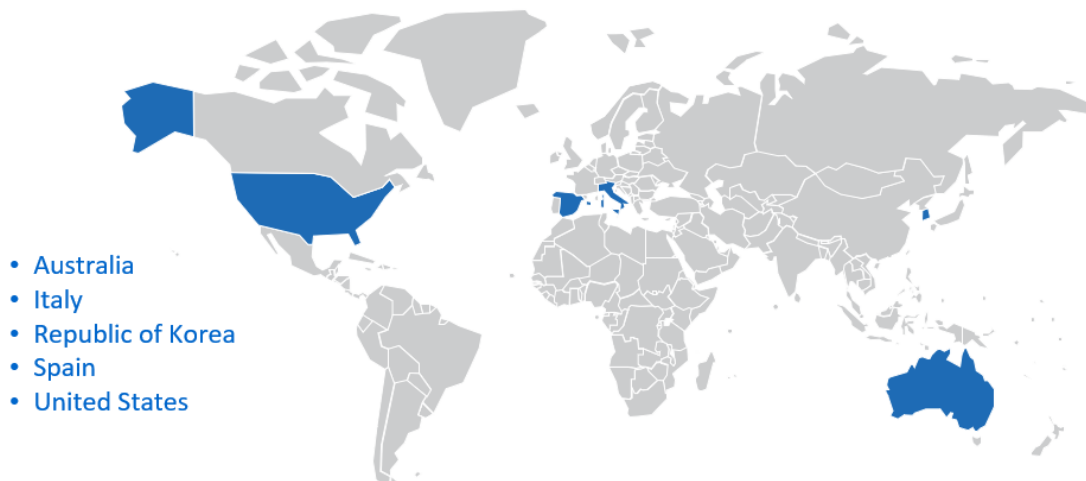 • Australia
• Italy
• Republic of Korea
• Spain
• United States